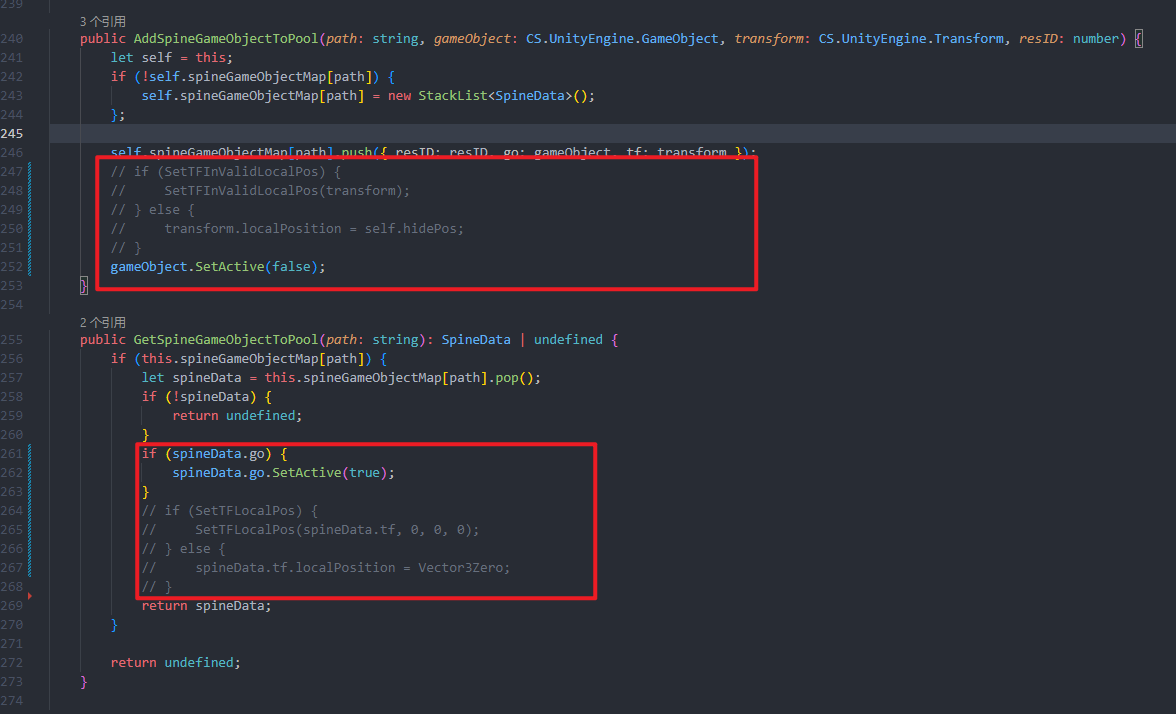 239
3 个引用
240 public AddSpineGameObjectToPool(path: string, gameObject: CS.UnityEngine.GameObject, transform: CS.UnityEngine.Transform, resID: number) {
241 let self = this;
242 if (!self.spineGameObjectMap[path]) {
243 self.spineGameObjectMap[path] = new StackList<SpineData>();
244 };
245
246 self.spineGameObjectMap[path].push({ resID: resID, go: gameObject, tf: transform });
247 // if (SetTFInValidLocalPos) {
248 //     SetTFInValidLocalPos(transform);
249 // } else {
250 //     transform.localPosition = self.hidePos;
251 // }
252 gameObject.SetActive(false);
253 }
254
2 个引用
255 public GetSpineGameObjectToPool(path: string): SpineData | undefined {
256 if (this.spineGameObjectMap[path]) {
257 let spineData = this.spineGameObjectMap[path].pop();
258 if (!spineData) {
259 return undefined;
260 }
261 if (spineData.go) {
262 spineData.go.SetActive(true);
263 }
264 // if (SetTFLocalPos) {
265 //     SetTFLocalPos(spineData.tf, 0, 0, 0);
266 // } else {
267 //     spineData.tf.localPosition = Vector3Zero;
268 // }
269 return spineData;
270 }
271
272 return undefined;
273 }
274